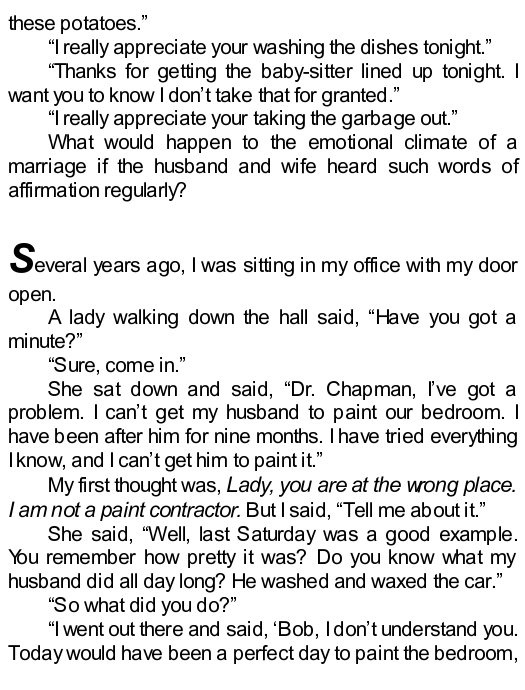 these potatoes.”
“I really appreciate your washing the dishes tonight.”
“Thanks for getting the baby-sitter lined up tonight. I
want you to know I don’t take that for granted.”
“I really appreciate your taking the garbage out.”
What would happen to the emotional climate of a
marriage if the husband and wife heard such words of
affirmation regularly?
Several years ago, I was sitting in my office with my door
open.
A lady walking down the hall said, “Have you got a
minute?”
“Sure, come in.”
She sat down and said, “Dr. Chapman, I’ve got a
problem. I can’t get my husband to paint our bedroom. I
have been after him for nine months. I have tried everything
I know, and I can’t get him to paint it.”
My first thought was, Lady, you are at the wrong place.
I am not a paint contractor. But I said, “Tell me about it.”
She said, “Well, last Saturday was a good example.
You remember how pretty it was? Do you know what my
husband did all day long? He washed and waxed the car.”
“So what did you do?”
“I went out there and said, ‘Bob, I don’t understand you.
Today would have been a perfect day to paint the bedroom,